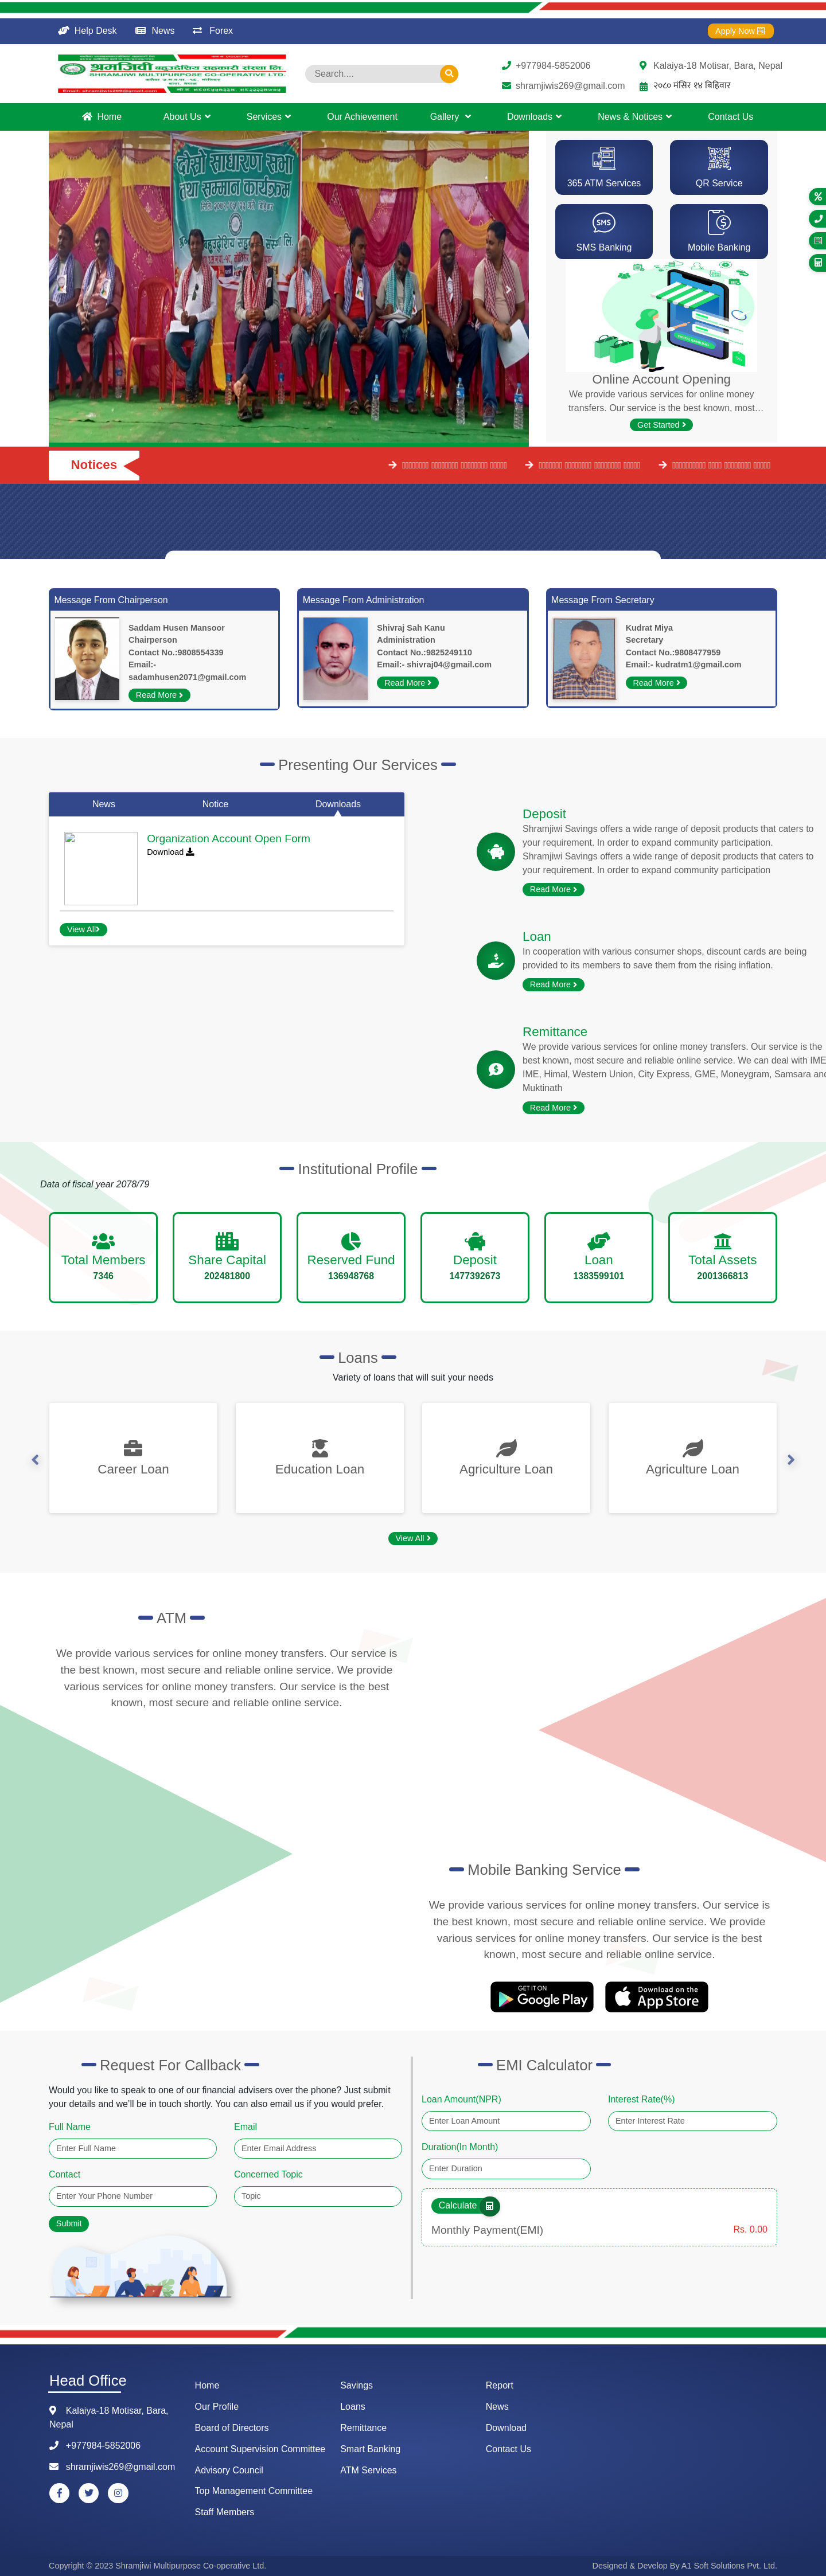 Help Desk News Forex Apply Now
श्रमजिवी बहुउदेशिय सहकारी संस्था लि.
SHRAMJIWI MULTIPURPOSE CO-OPERATIVE LTD.
Search....
+977984-5852006
Kalaiya-18 Motisar, Bara, Nepal
shramjiwis269@gmail.com
२०८० मंसिर १४ बिहिवार
Home About Us Services Our Achievement Gallery Downloads News & Notices Contact Us
दोस्रो साधारण सभा
तथा सम्मान कार्यक्रम
365 ATM Services
QR Service
SMS
SMS Banking
Mobile Banking
Online Account Opening
We provide various services for online money
transfers. Our service is the best known, most…
Get Started
Notices
Message From Chairperson
Saddam Husen Mansoor
Chairperson
Contact No.:9808554339
Email:-
sadamhusen2071@gmail.com
Read More
Message From Administration
Shivraj Sah Kanu
Administration
Contact No.:9825249110
Email:- shivraj04@gmail.com
Read More
Message From Secretary
Kudrat Miya
Secretary
Contact No.:9808477959
Email:- kudratm1@gmail.com
Read More
Presenting Our Services
News Notice Downloads
Organization Account Open Form
Download
View All
Deposit
Shramjiwi Savings offers a wide range of deposit products that caters to
your requirement. In order to expand community participation.
Shramjiwi Savings offers a wide range of deposit products that caters to
your requirement. In order to expand community participation
Read More
Loan
In cooperation with various consumer shops, discount cards are being
provided to its members to save them from the rising inflation.
Read More
Remittance
We provide various services for online money transfers. Our service is the
best known, most secure and reliable online service. We can deal with IME
IME, Himal, Western Union, City Express, GME, Moneygram, Samsara and
Muktinath
Read More
Institutional Profile
Data of fiscal year 2078/79
Total Members
7346
Share Capital
202481800
Reserved Fund
136948768
Deposit
1477392673
Loan
1383599101
Total Assets
2001366813
Loans
Variety of loans that will suit your needs
Career Loan
Education Loan
Agriculture Loan
Agriculture Loan
View All
ATM
We provide various services for online money transfers. Our service is
the best known, most secure and reliable online service. We provide
various services for online money transfers. Our service is the best
known, most secure and reliable online service.
Mobile Banking Service
We provide various services for online money transfers. Our service is
the best known, most secure and reliable online service. We provide
various services for online money transfers. Our service is the best
known, most secure and reliable online service.
GET IT ON
Google Play
Download on the
App Store
Request For Callback
Would you like to speak to one of our financial advisers over the phone? Just submit
your details and we'll be in touch shortly. You can also email us if you would prefer.
Full Name
Enter Full Name
Email
Enter Email Address
Contact
Enter Your Phone Number
Concerned Topic
Topic
Submit
EMI Calculator
Loan Amount(NPR)
Enter Loan Amount
Interest Rate(%)
Enter Interest Rate
Duration(In Month)
Enter Duration
Calculate
Monthly Payment(EMI) Rs. 0.00
Head Office
Kalaiya-18 Motisar, Bara,
Nepal
+977984-5852006
shramjiwis269@gmail.com
Home
Our Profile
Board of Directors
Account Supervision Committee
Advisory Council
Top Management Committee
Staff Members
Savings
Loans
Remittance
Smart Banking
ATM Services
Report
News
Download
Contact Us
Copyright © 2023 Shramjiwi Multipurpose Co-operative Ltd.
Designed & Develop By A1 Soft Solutions Pvt. Ltd.